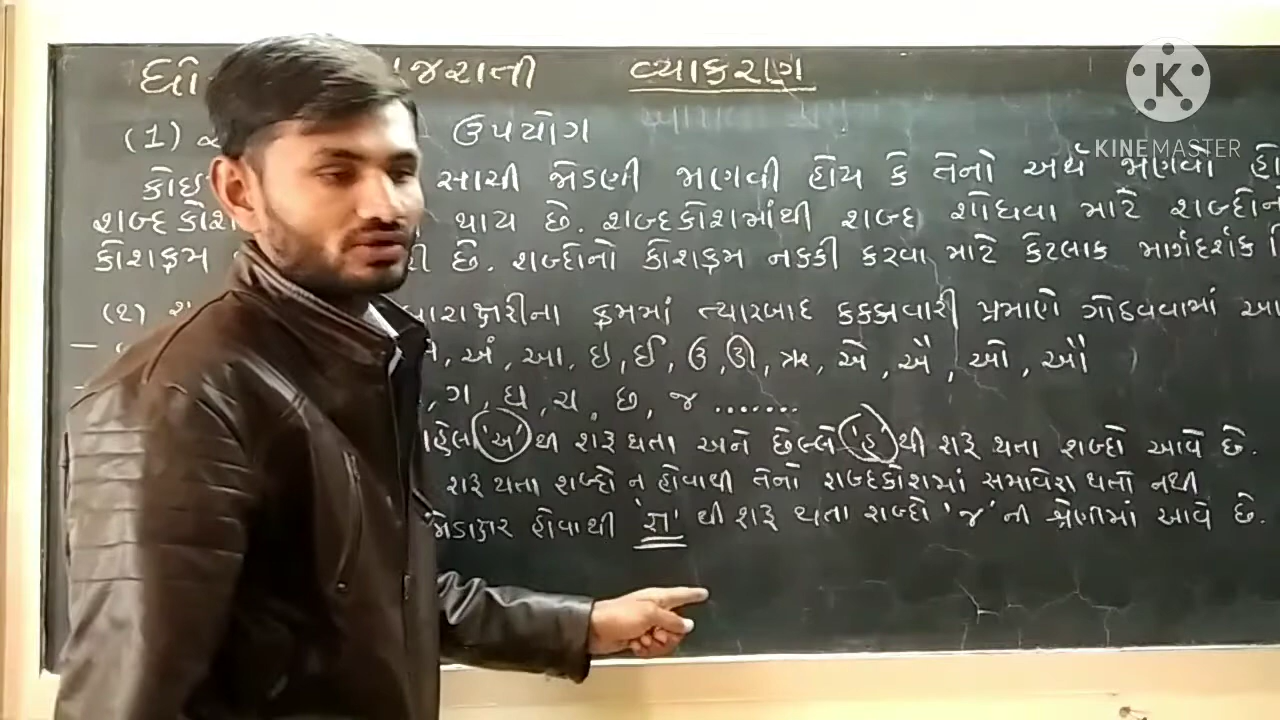 વ્યાકરણ
(1) ઉપયોગ
KINEMASTER
કોઈ સાચી જોડણી જાણવી હોય કે તેનો અર્થ જાણવો હો
શબ્દકોશ થાય છે. શબ્દકોશમાંથી શબ્દ શોધવા માટે શબ્દોન
કોશક્રમ છે. શબ્દોનો કોશક્રમ નક્કી કરવા માટે કેટલાક માર્ગદર્શક
(૨) બારાક્ષરીના ક્રમમાં ત્યારબાદ કક્કાવારી પ્રમાણે ગોઠવવામાં આ
, અં, આ, ઇ, ઈ, ઉ, ઊ, ઋ, એ, ઐ, ઓ, ઔ
, ગ, ઘ, ચ, છ, જ .......
'અ' થી શરૂ થતા અને છેલ્લે 'હ' થી શરૂ થતા શબ્દો આવે છે.
શરૂ થતા શબ્દો ન હોવાથી તેનો શબ્દકોશમાં સમાવેશ થતો નથી
જોડાક્ષર હોવાથી 'જ્ઞ' થી શરૂ થતા શબ્દો 'જ' ની શ્રેણીમાં આવે છે.